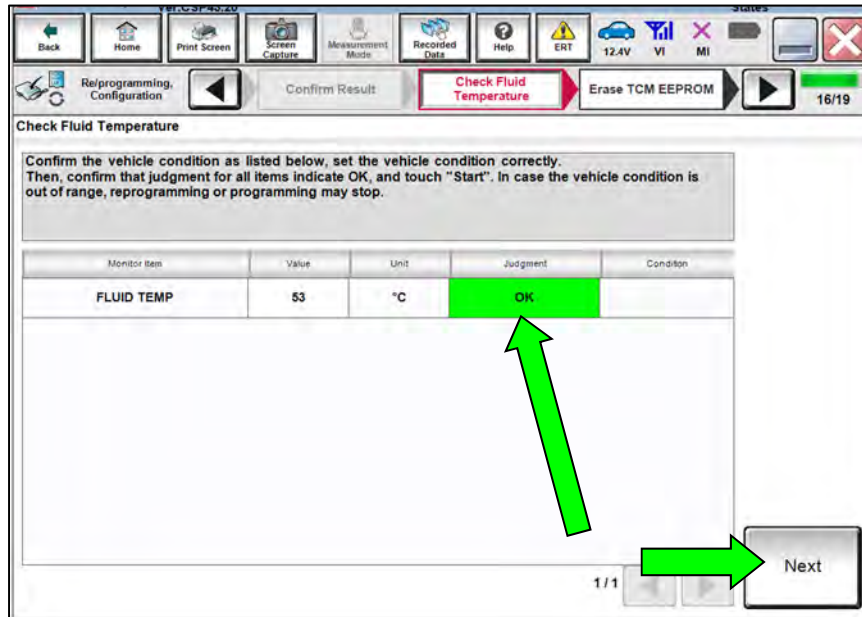 Ver.CSP45.20
States
Back
Home
Print Screen
Screen Capture
Measurement Mode
Recorded Data
Help
ERT
12.4V
VI
MI
Re/programming, Configuration
Confirm Result
Check Fluid Temperature
Erase TCM EEPROM
16/19
Check Fluid Temperature
Confirm the vehicle condition as listed below, set the vehicle condition correctly.
Then, confirm that judgment for all items indicate OK, and touch "Start". In case the vehicle condition is
out of range, reprogramming or programming may stop.
Monitor Item Value Unit Judgment Condition
FLUID TEMP 53 °C OK
1/1
Next